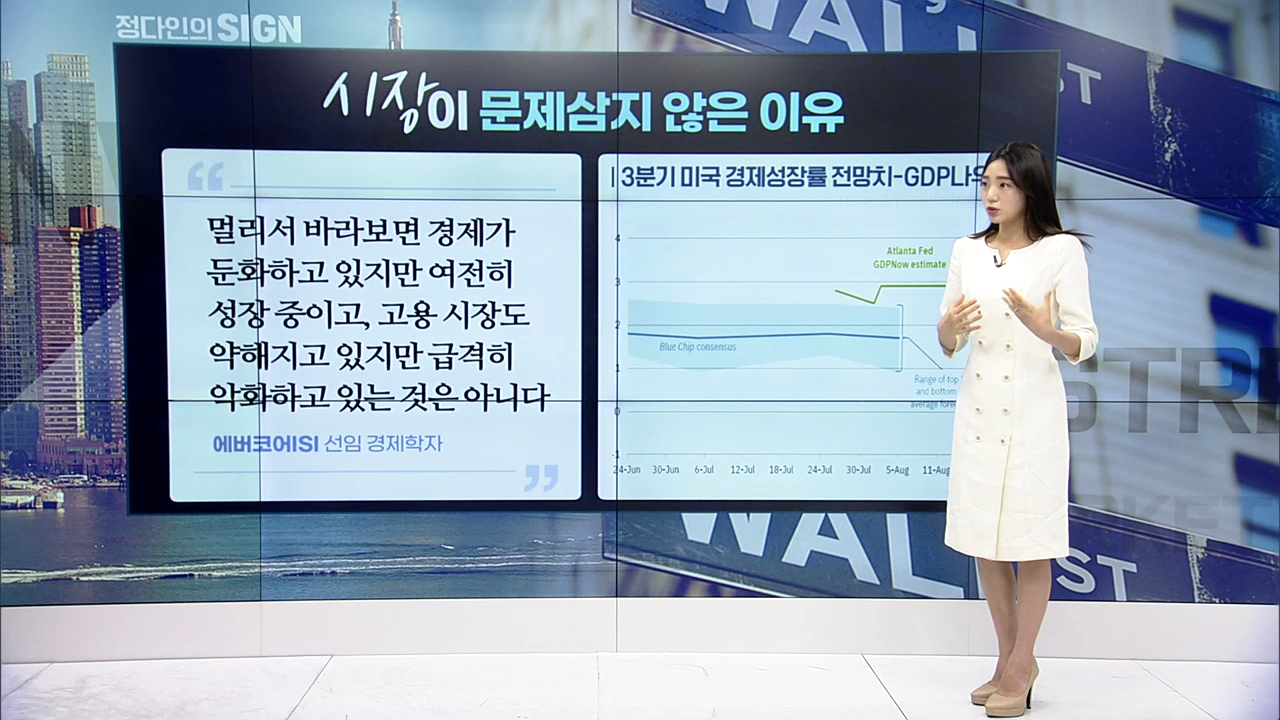 정다인의 SIGN
시장이 문제삼지 않은 이유
“
멀리서 바라보면 경제가
둔화하고 있지만 여전히
성장 중이고, 고용 시장도
약해지고 있지만 급격히
악화하고 있는 것은 아니다
에버코어ISI 선임 경제학자
”
3분기 미국 경제성장률 전망치-GDP나우
Atlanta Fed
GDPNow estimate
4
3
2
1
0
-1
Blue Chip consensus
Range of top
and bottom
average
24-Jun 30-Jun 6-Jul 12-Jul 18-Jul 24-Jul 30-Jul 5-Aug 11-Aug
WALL ST
WALL ST